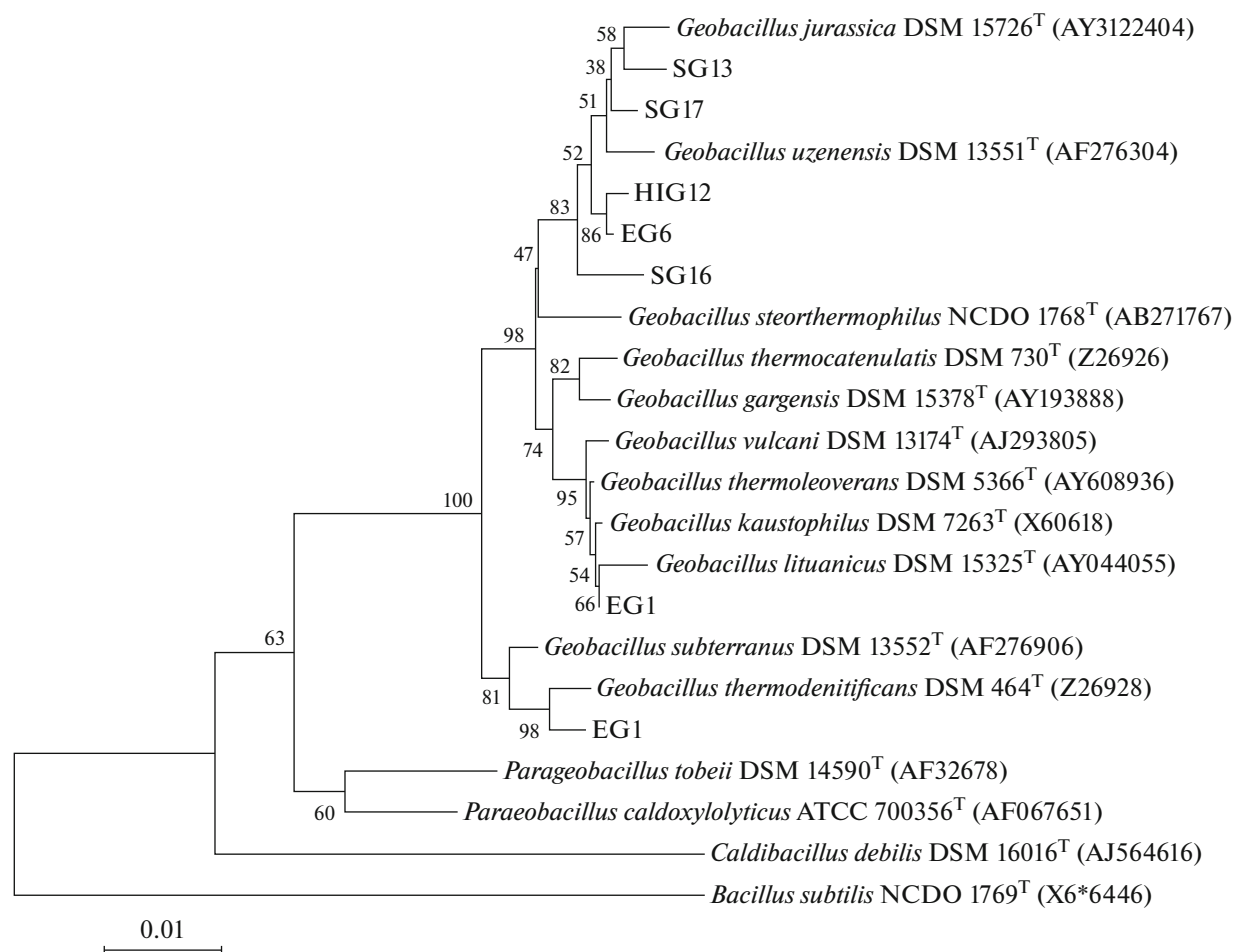 58
Geobacillus jurassica DSM 15726ᵀ (AY3122404)
38
SG13
51
SG17
52
Geobacillus uzenensis DSM 13551ᵀ (AF276304)
HIG12
83
86
EG6
47
SG16
98
Geobacillus steorthermophilus NCDO 1768ᵀ (AB271767)
82
Geobacillus thermocatenulatis DSM 730ᵀ (Z26926)
Geobacillus gargensis DSM 15378ᵀ (AY193888)
74
Geobacillus vulcani DSM 13174ᵀ (AJ293805)
95
Geobacillus thermoleoverans DSM 5366ᵀ (AY608936)
100
57
Geobacillus kaustophilus DSM 7263ᵀ (X60618)
54
Geobacillus lituanicus DSM 15325ᵀ (AY044055)
66
EG1
63
Geobacillus subterranus DSM 13552ᵀ (AF276906)
81
Geobacillus thermodenitificans DSM 464ᵀ (Z26928)
98
EG1
Parageobacillus tobeii DSM 14590ᵀ (AF32678)
60
Paraeobacillus caldoxylolyticus ATCC 700356ᵀ (AF067651)
Caldibacillus debilis DSM 16016ᵀ (AJ564616)
Bacillus subtilis NCDO 1769ᵀ (X6*6446)
0.01